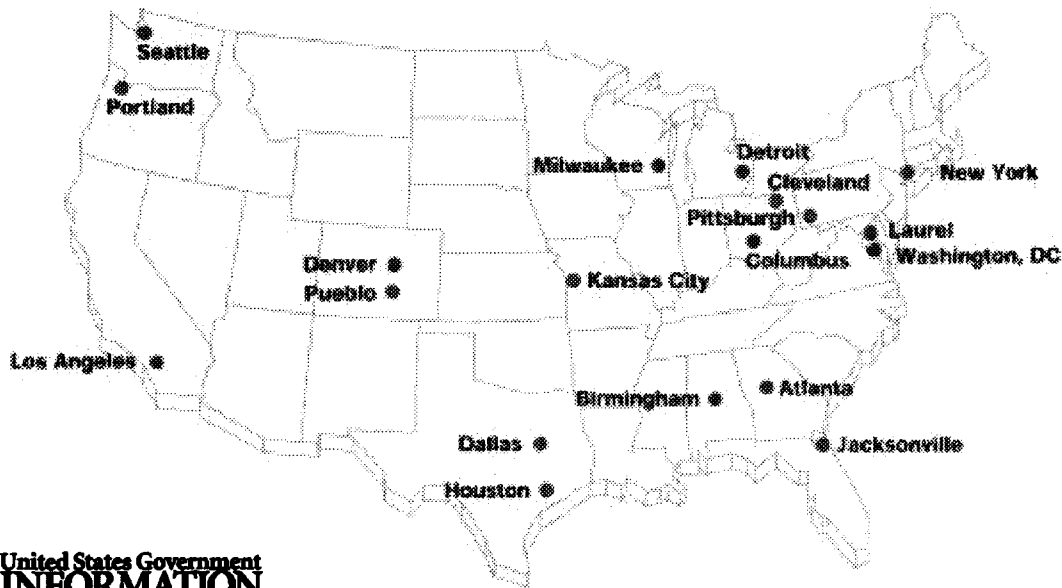 Seattle
Portland
Detroit
Milwaukee
Cleveland
New York
Pittsburgh
Laurel
Columbus
Washington, DC
Denver
Kansas City
Pueblo
Los Angeles
Atlanta
Birmingham
Dallas
Jacksonville
Houston
United States Government
INFORMATION